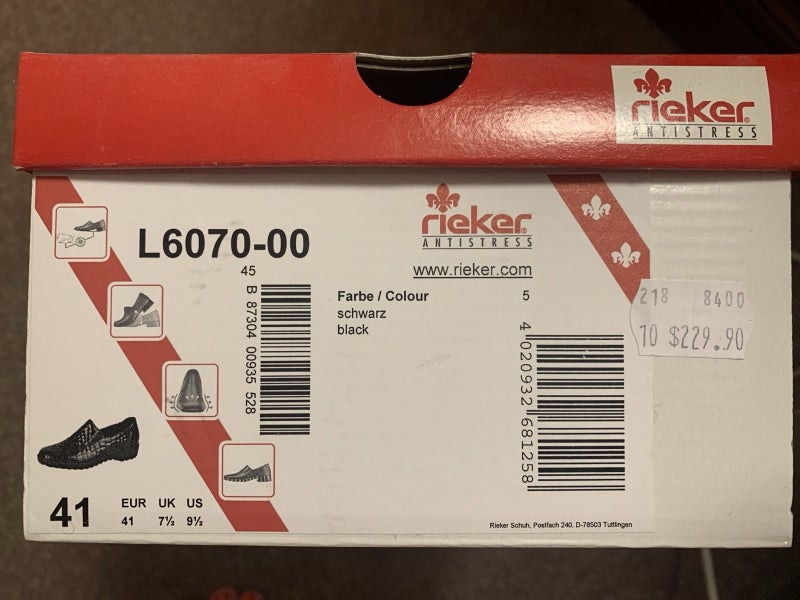 rieker®
ANTISTRESS
rieker®
ANTISTRESS
www.rieker.com
L6070-00
45
B 87304 00935 528
Farbe / Colour
schwarz
black
5
4 020932 681258
218 8400
10 $229.90
41
EUR UK US
41 7½ 9½
Rieker Schuh, Postfach 240, D-78503 Tuttlingen